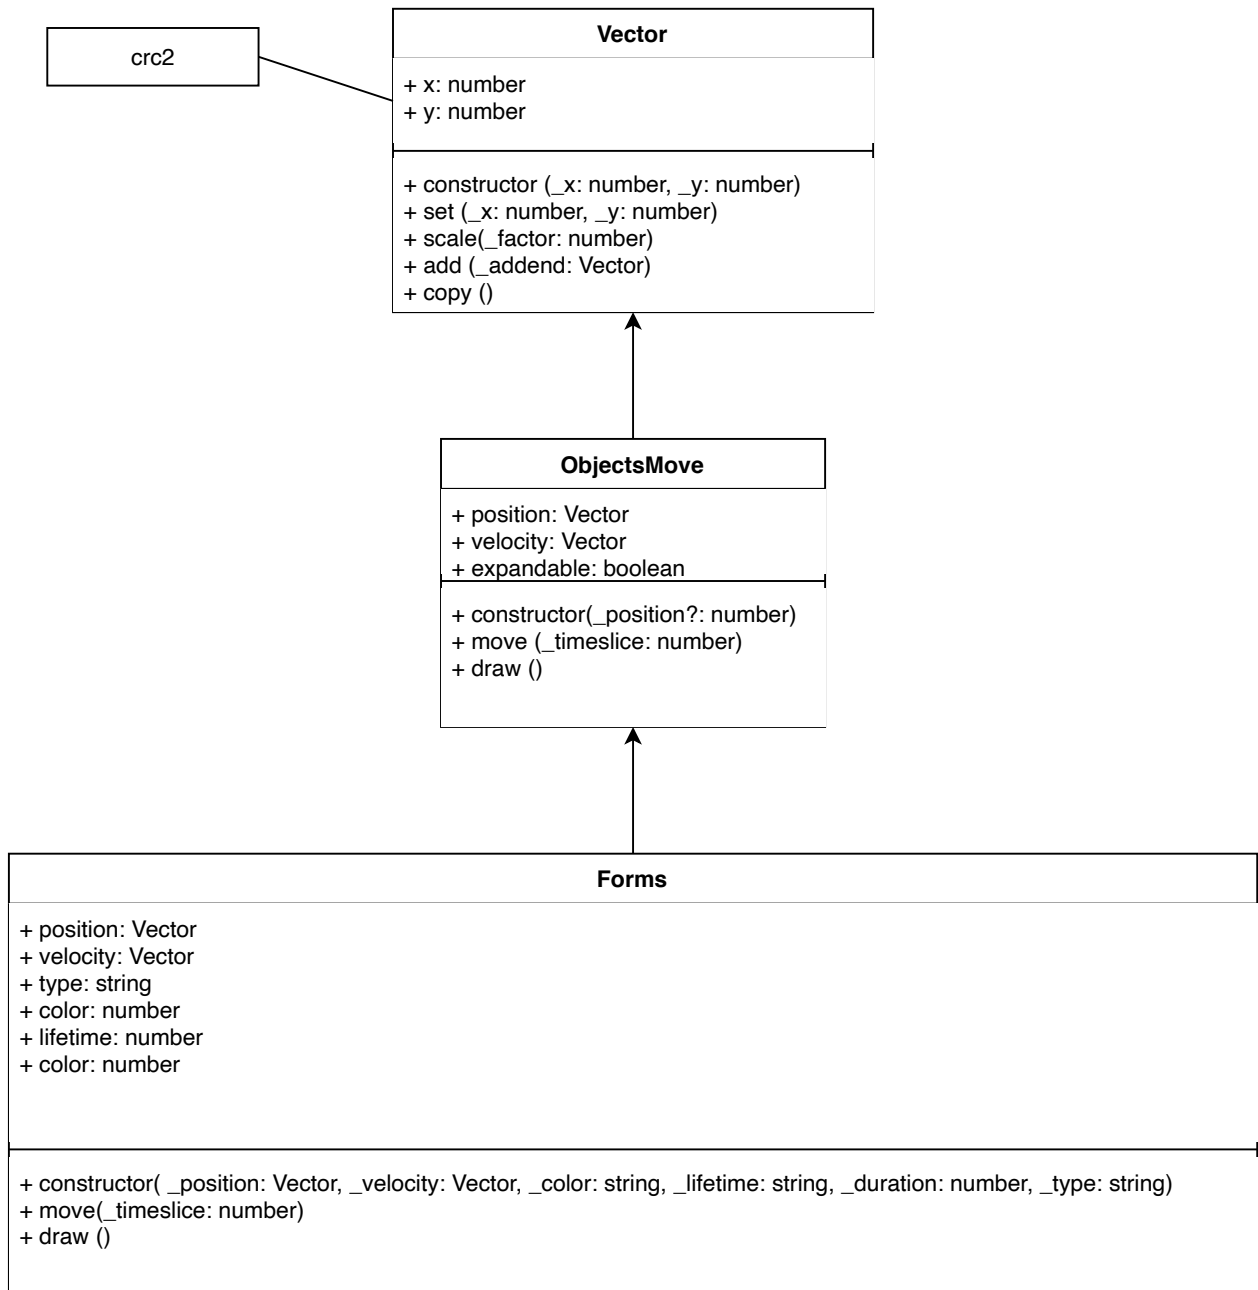 crc2
Vector
+ x: number
+ y: number
+ constructor (_x: number, _y: number)
+ set (_x: number, _y: number)
+ scale(_factor: number)
+ add (_addend: Vector)
+ copy ()
ObjectsMove
+ position: Vector
+ velocity: Vector
+ expandable: boolean
+ constructor(_position?: number)
+ move (_timeslice: number)
+ draw ()
Forms
+ position: Vector
+ velocity: Vector
+ type: string
+ color: number
+ lifetime: number
+ color: number
+ constructor( _position: Vector, _velocity: Vector, _color: string, _lifetime: string, _duration: number, _type: string)
+ move(_timeslice: number)
+ draw ()